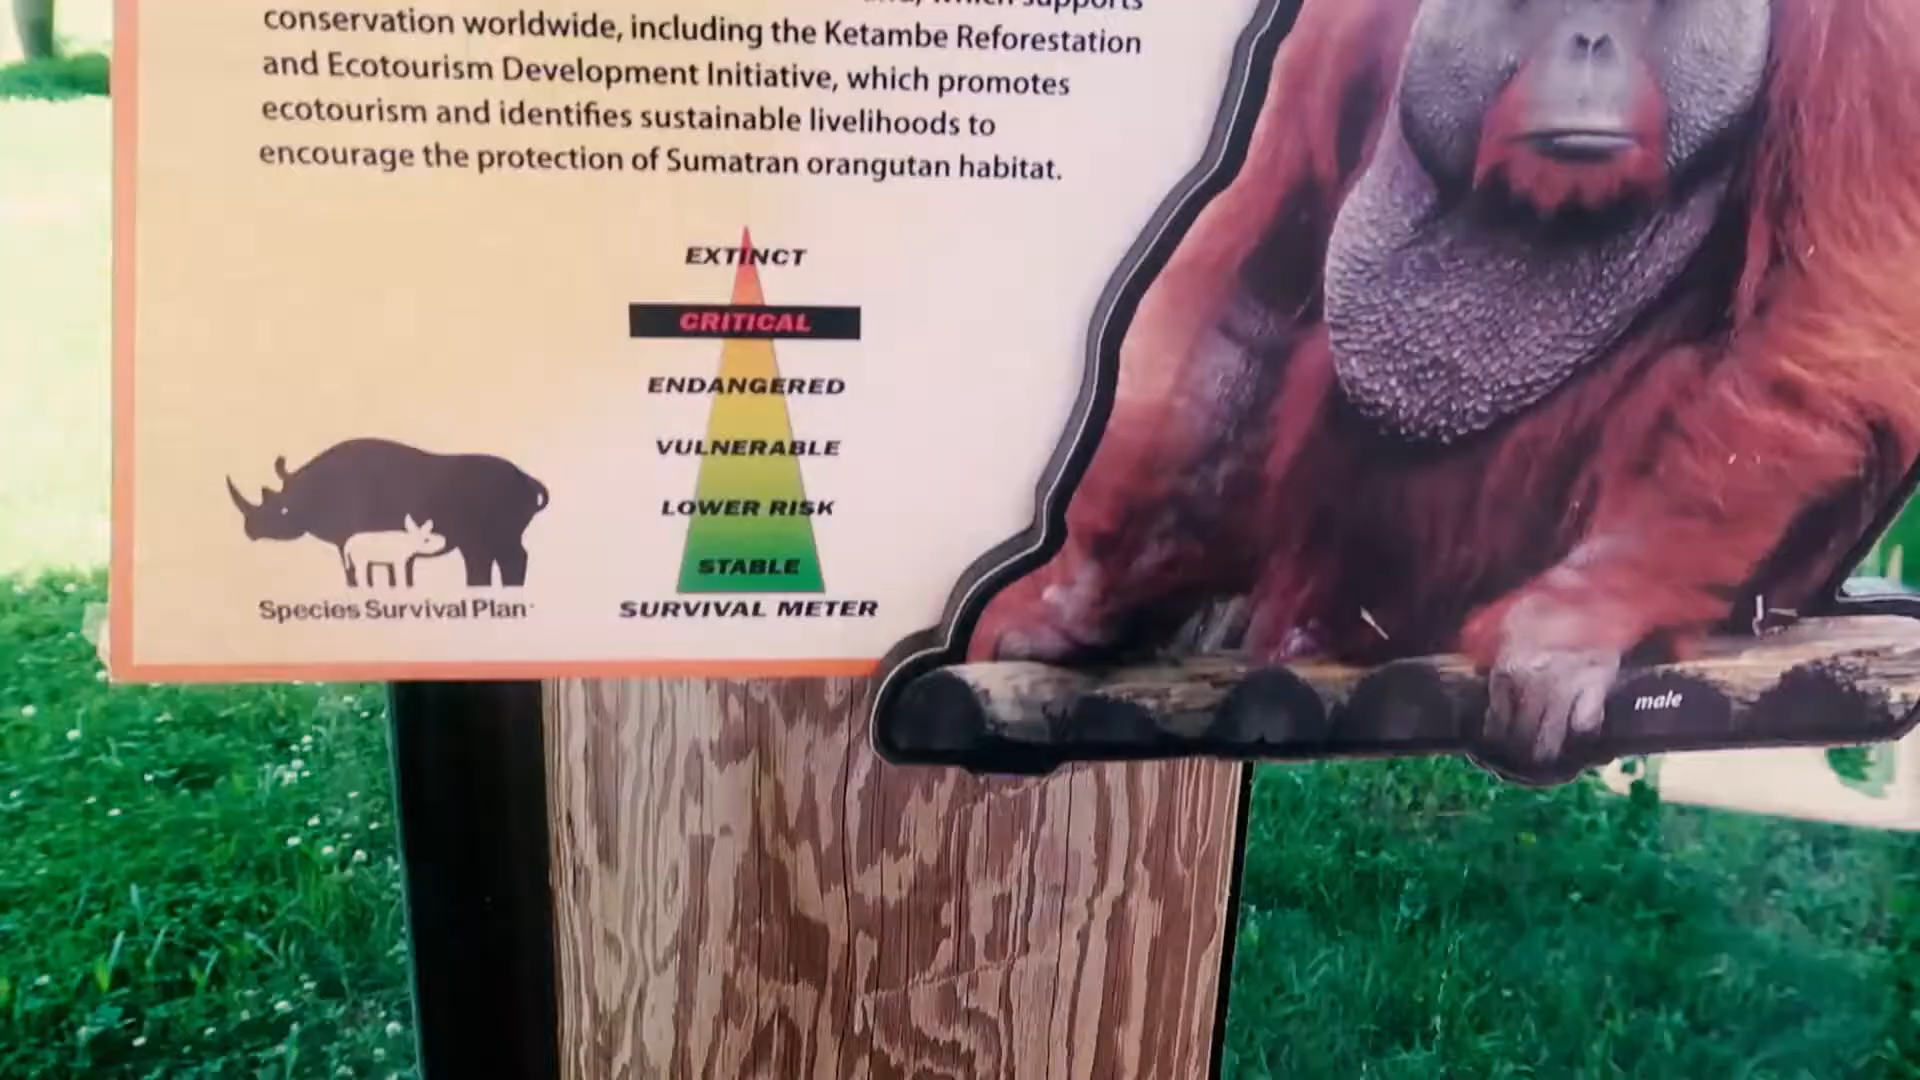 which supports
conservation worldwide, including the Ketambe Reforestation
and Ecotourism Development Initiative, which promotes
ecotourism and identifies sustainable livelihoods to
encourage the protection of Sumatran orangutan habitat.
EXTINCT
CRITICAL
ENDANGERED
VULNERABLE
LOWER RISK
STABLE
SURVIVAL METER
Species Survival Plan
male